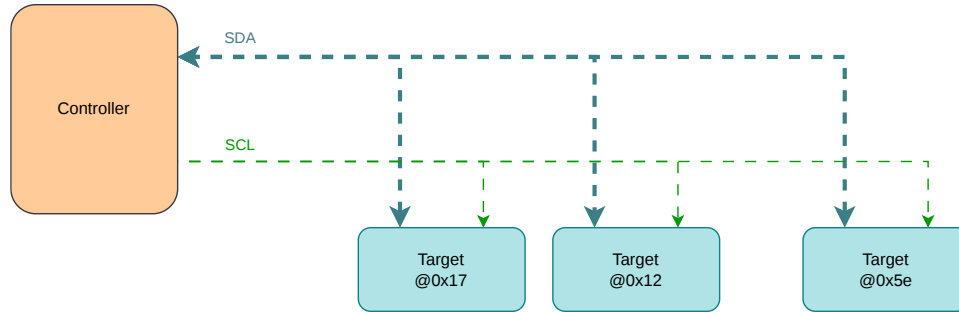 SDA
Controller
SCL
Target
@0x17
Target
@0x12
Target
@0x5e